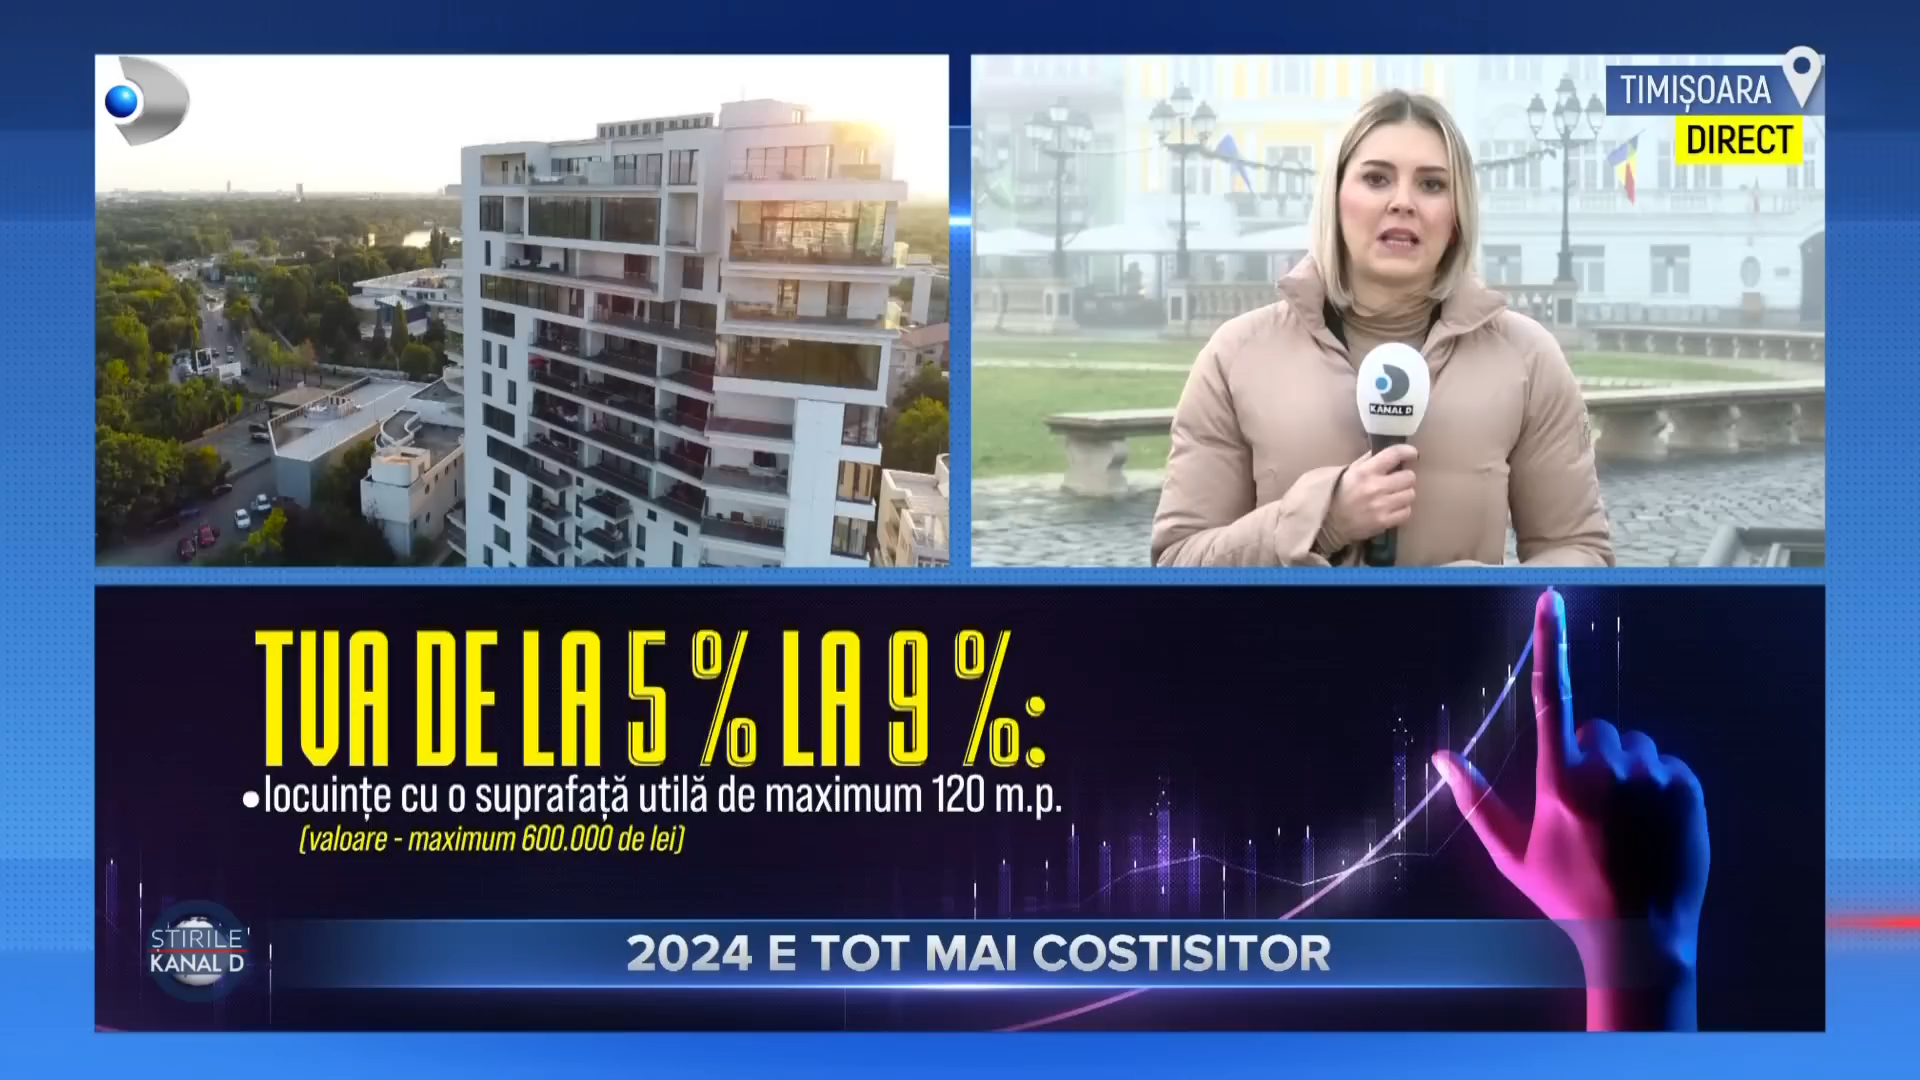 TIMIȘOARA
DIRECT
KANAL D
TVA DE LA 5% LA 9%:
•locuințe cu o suprafață utilă de maximum 120 m.p.
(valoare - maximum 600.000 de lei)
ȘTIRILE
KANAL D
2024 E TOT MAI COSTISITOR